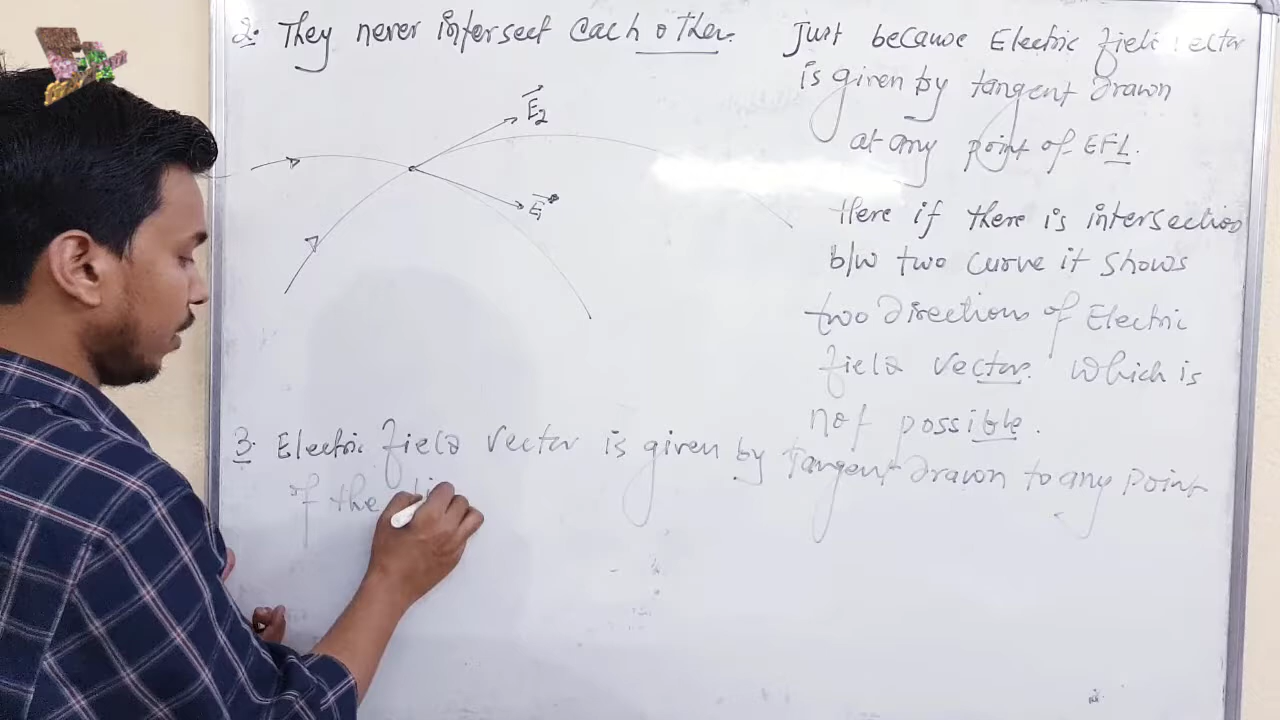 2. They never intersect each other.
Just because Electric field vector
is given by tangent drawn
at any point of EFL.
E₂
E₁
Here if there is intersection
b/w two curve it shows
two directions of Electric
field vector. Which is
not possible.
3. Electric field vector is given by tangent drawn to any point
of the li